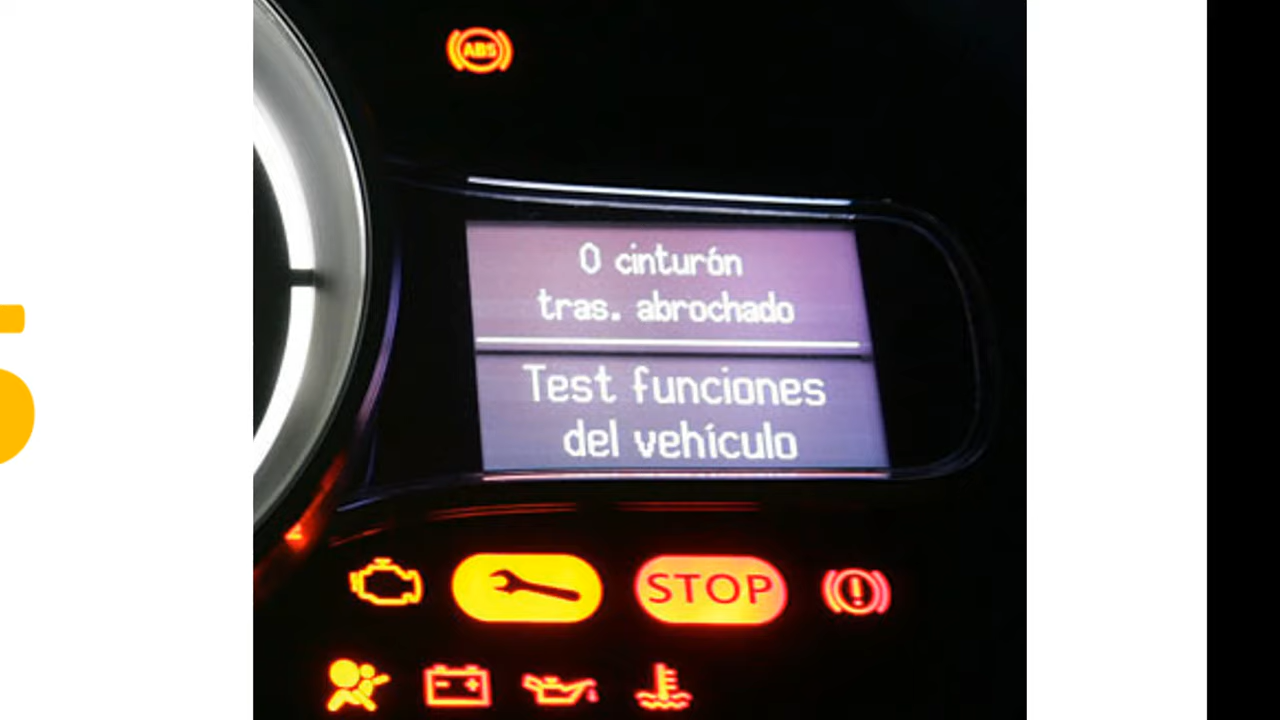 ABS
0 cinturón
tras. abrochado
Test funciones
del vehículo
STOP